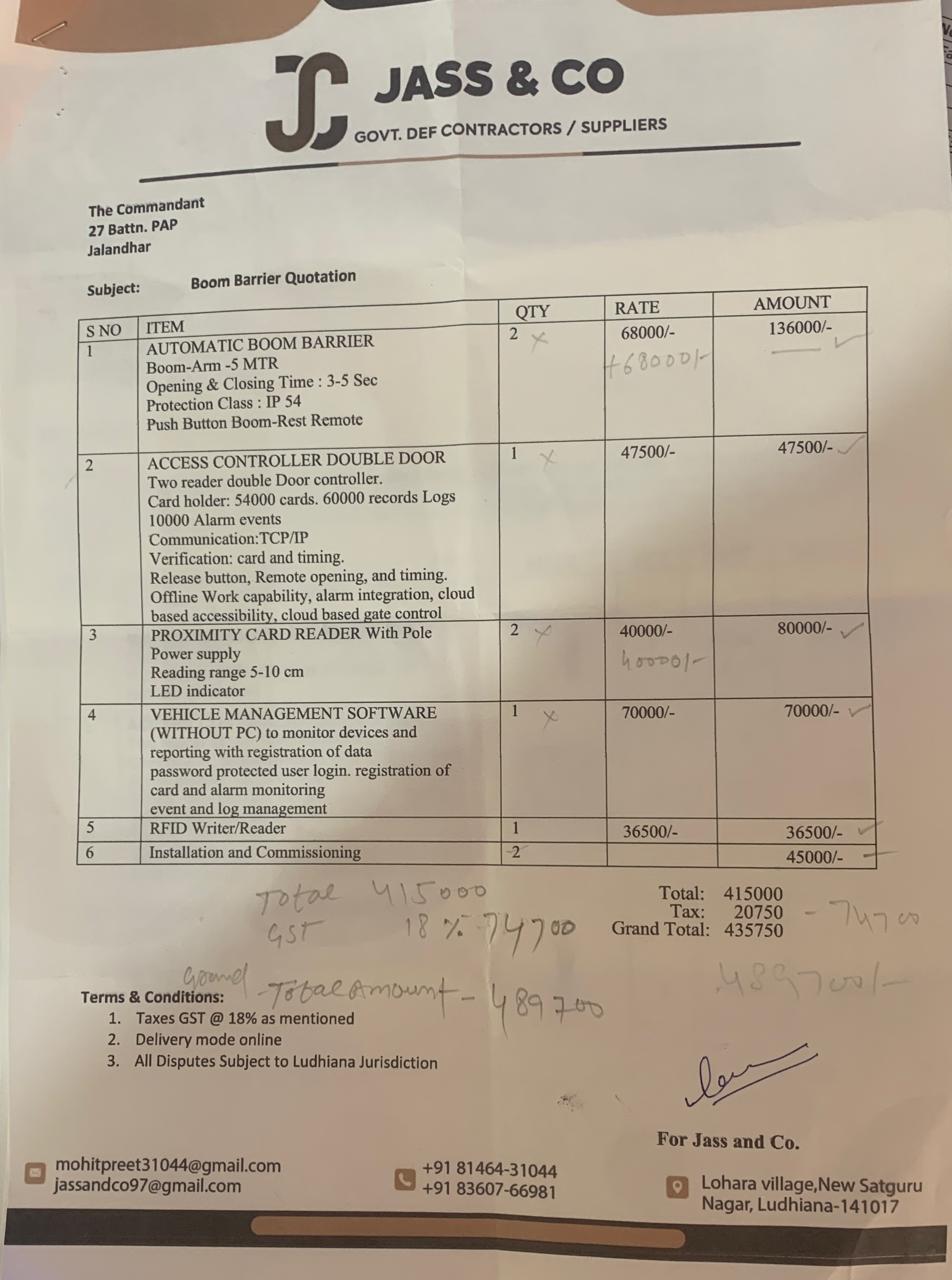 JASS & CO
GOVT. DEF CONTRACTORS / SUPPLIERS
The Commandant
27 Battn. PAP
Jalandhar
Subject: Boom Barrier Quotation
S NO ITEM QTY RATE AMOUNT
1 AUTOMATIC BOOM BARRIER 2 x 68000/- 136000/-
Boom-Arm -5 MTR +68000/-
Opening & Closing Time : 3-5 Sec
Protection Class : IP 54
Push Button Boom-Rest Remote
2 ACCESS CONTROLLER DOUBLE DOOR 1 x 47500/- 47500/-
Two reader double Door controller.
Card holder: 54000 cards. 60000 records Logs
10000 Alarm events
Communication:TCP/IP
Verification: card and timing.
Release button, Remote opening, and timing.
Offline Work capability, alarm integration, cloud
based accessibility, cloud based gate control
3 PROXIMITY CARD READER With Pole 2 x 40000/- 80000/-
Power supply 40000/-
Reading range 5-10 cm
LED indicator
4 VEHICLE MANAGEMENT SOFTWARE 1 x 70000/- 70000/-
(WITHOUT PC) to monitor devices and
reporting with registration of data
password protected user login. registration of
card and alarm monitoring
event and log management
5 RFID Writer/Reader 1 36500/- 36500/-
6 Installation and Commissioning 2 45000/-
Total 415000 Total: 415000
GST 18 % 74700 Tax: 20750 - 74700
Grand Total: 435750
Grand Total Amount - 489700 489700/-
Terms & Conditions:
1. Taxes GST @ 18% as mentioned
2. Delivery mode online
3. All Disputes Subject to Ludhiana Jurisdiction
For Jass and Co.
mohitpreet31044@gmail.com
jassandco97@gmail.com
+91 81464-31044
+91 83607-66981
Lohara village,New Satguru
Nagar, Ludhiana-141017